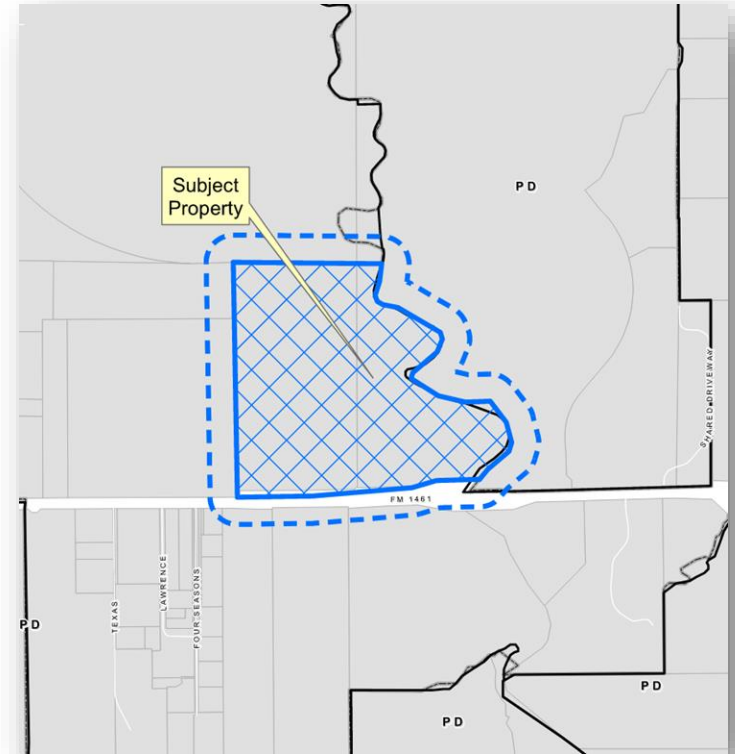 PD
Subject
Property
SHARED DRIVEWAY
FM 1461
TEXAS
LAWRENCE
FOUR SEASONS
PD
PD
PD